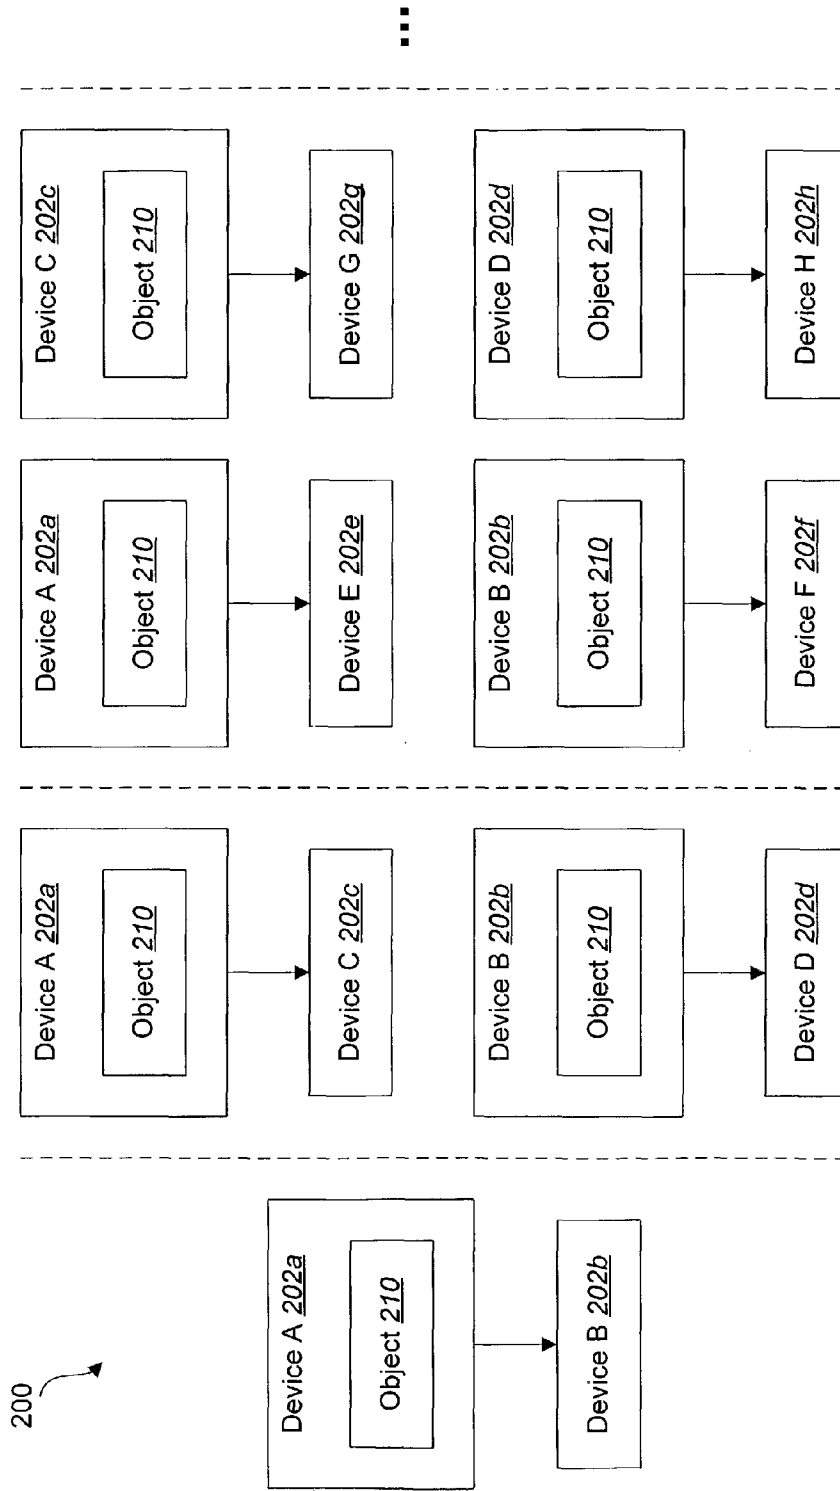 200
Device A 202a
Object 210
Device B 202b
Device A 202a
Object 210
Device C 202c
Device B 202b
Object 210
Device D 202d
Device A 202a
Object 210
Device E 202e
Device B 202b
Object 210
Device F 202f
Device C 202c
Object 210
Device G 202g
Device D 202d
Object 210
Device H 202h
...